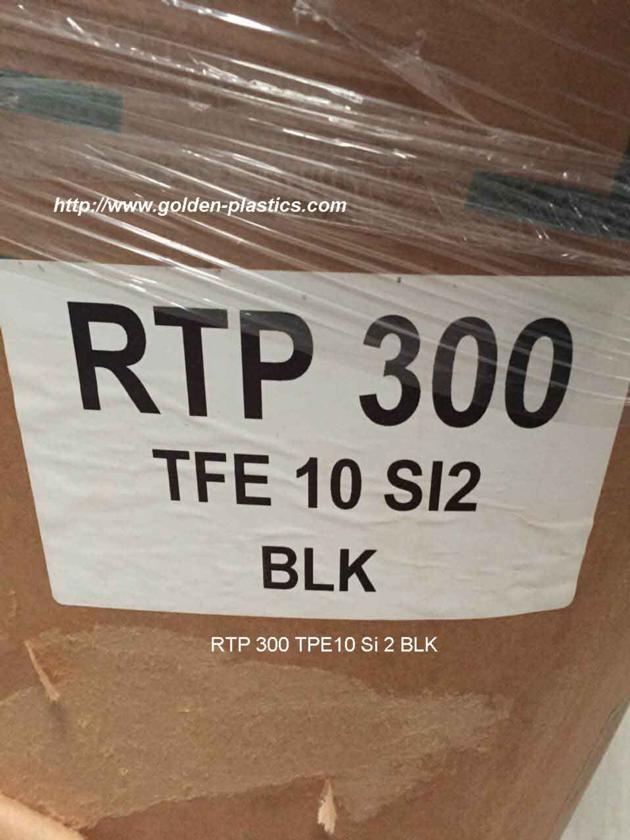 http://www.golden-plastics.com
RTP 300
TFE 10 SI2
BLK
RTP 300 TPE10 Si 2 BLK